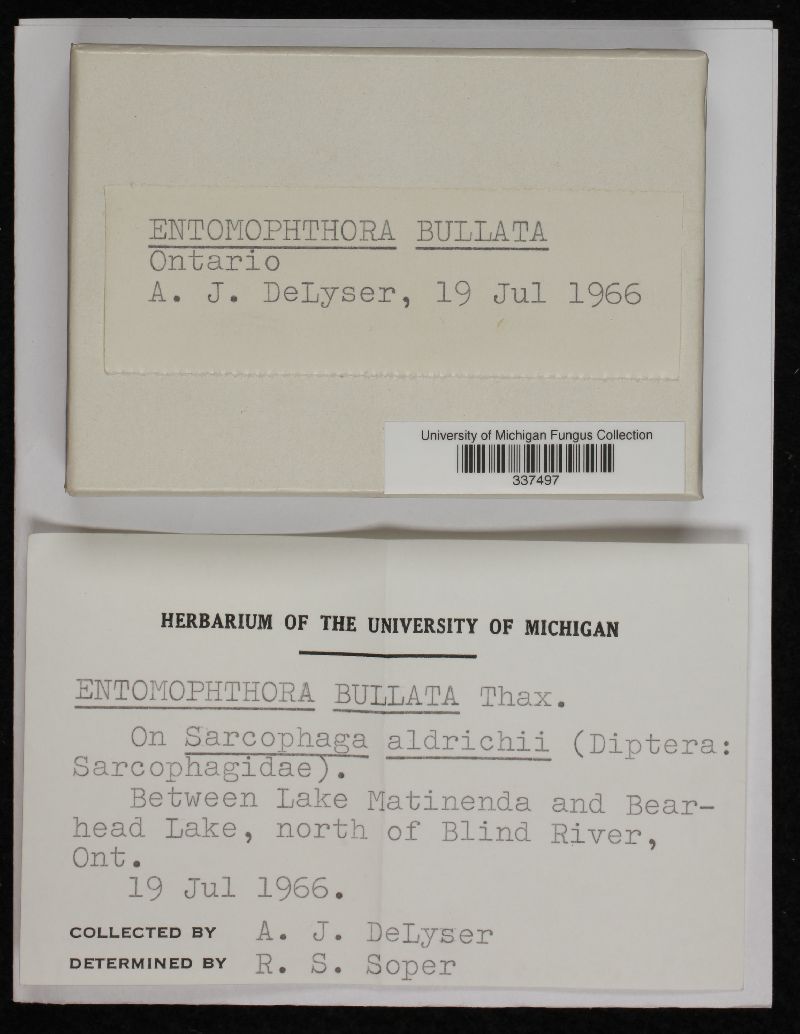 ENTOMOPHTHORA BULLATA
Ontario
A. J. DeLyser, 19 Jul 1966
University of Michigan Fungus Collection
337497
HERBARIUM OF THE UNIVERSITY OF MICHIGAN
ENTOMOPHTHORA BULLATA Thax.
On Sarcophaga aldrichii (Diptera:
Sarcophagidae).
Between Lake Matinenda and Bear-
head Lake, north of Blind River,
Ont.
19 Jul 1966.
COLLECTED BY A. J. DeLyser
DETERMINED BY R. S. Soper